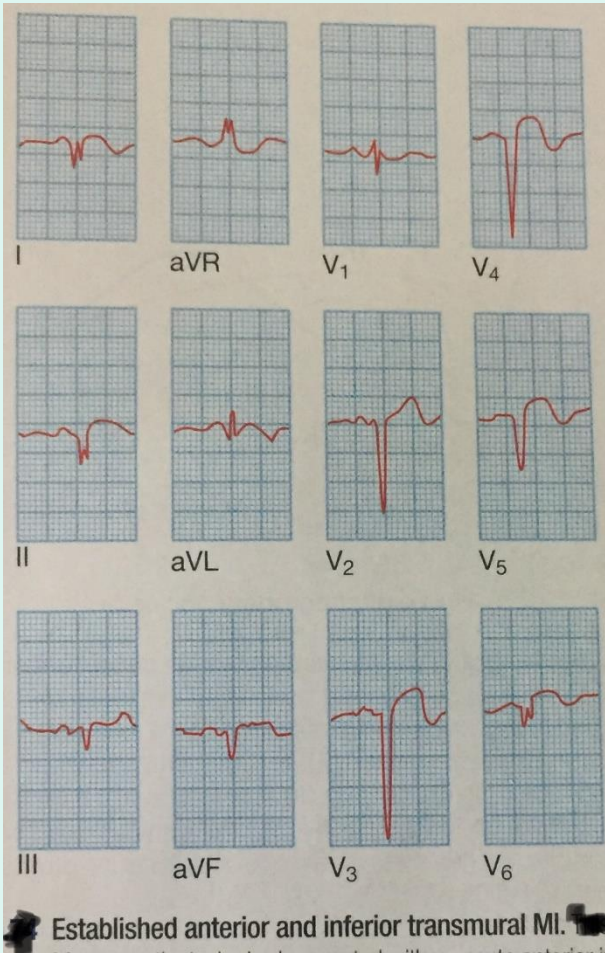 I aVR V₁ V₄
II aVL V₂ V₅
III aVF V₃ V₆
Established anterior and inferior transmural MI.